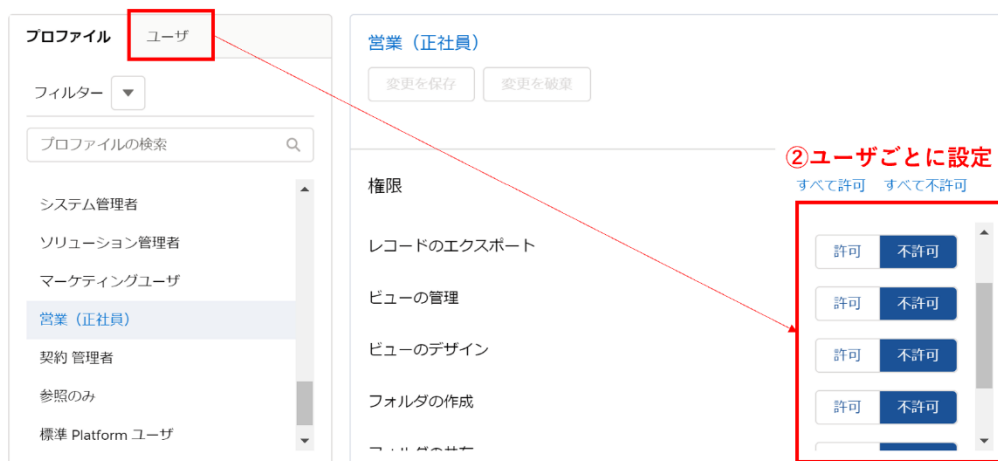 プロファイル ユーザ
フィルター
プロファイルの検索
システム管理者
ソリューション管理者
マーケティングユーザ
営業（正社員）
契約 管理者
参照のみ
標準 Platform ユーザ
営業（正社員）
変更を保存 変更を破棄
②ユーザごとに設定
権限 すべて許可 すべて不許可
レコードのエクスポート 許可 不許可
ビューの管理 許可 不許可
ビューのデザイン 許可 不許可
フォルダの作成 許可 不許可
フォルダの共有